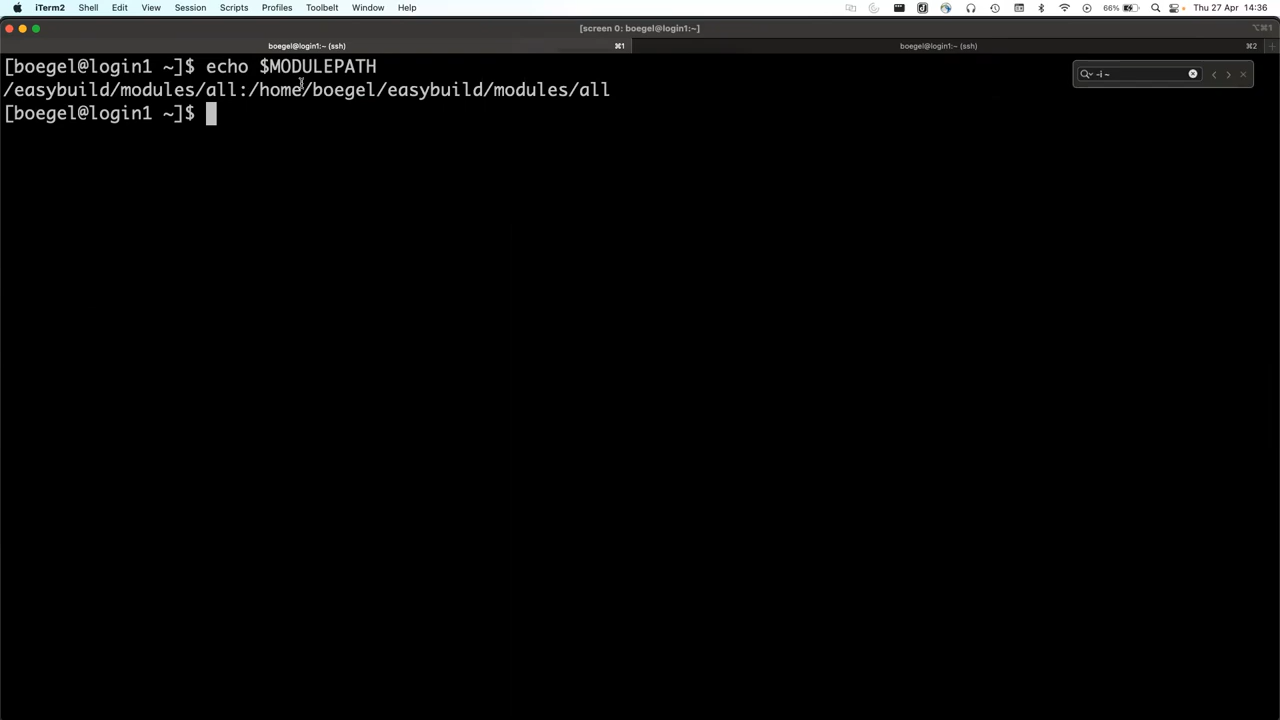 iTerm2 Shell Edit View Session Scripts Profiles Toolbelt Window Help 66% Thu 27 Apr 14:36
[screen 0: boegel@login1:~] ⌥⌘1
boegel@login1:~ (ssh) ⌘1 boegel@login1:~ (ssh) ⌘2
[boegel@login1 ~]$ echo $MODULEPATH
-i ~
/easybuild/modules/all:/home/boegel/easybuild/modules/all
[boegel@login1 ~]$